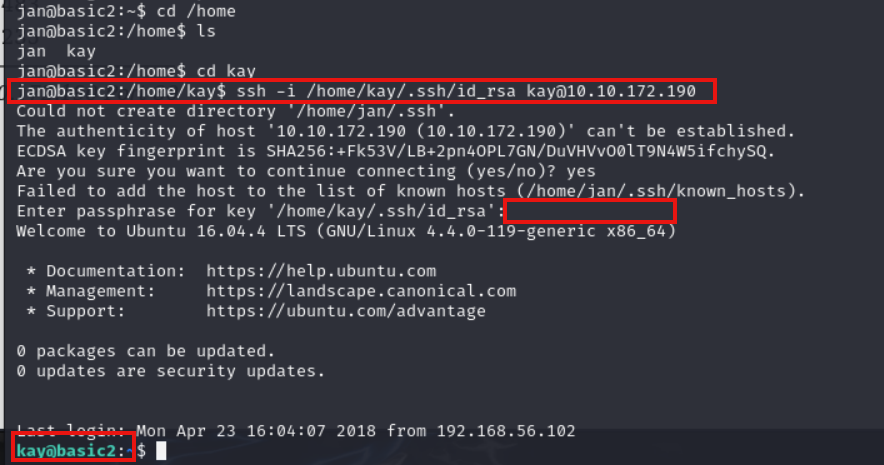 jan@basic2:~$ cd /home
jan@basic2:/home$ ls
jan  kay
jan@basic2:/home$ cd kay
jan@basic2:/home/kay$ ssh -i /home/kay/.ssh/id_rsa kay@10.10.172.190
Could not create directory '/home/jan/.ssh'.
The authenticity of host '10.10.172.190 (10.10.172.190)' can't be established.
ECDSA key fingerprint is SHA256:+Fk53V/LB+2pn4OPL7GN/DuVHVvO0lT9N4W5ifchySQ.
Are you sure you want to continue connecting (yes/no)? yes
Failed to add the host to the list of known hosts (/home/jan/.ssh/known_hosts).
Enter passphrase for key '/home/kay/.ssh/id_rsa':
Welcome to Ubuntu 16.04.4 LTS (GNU/Linux 4.4.0-119-generic x86_64)

 * Documentation:  https://help.ubuntu.com
 * Management:     https://landscape.canonical.com
 * Support:        https://ubuntu.com/advantage

0 packages can be updated.
0 updates are security updates.

Last login: Mon Apr 23 16:04:07 2018 from 192.168.56.102
kay@basic2:~$